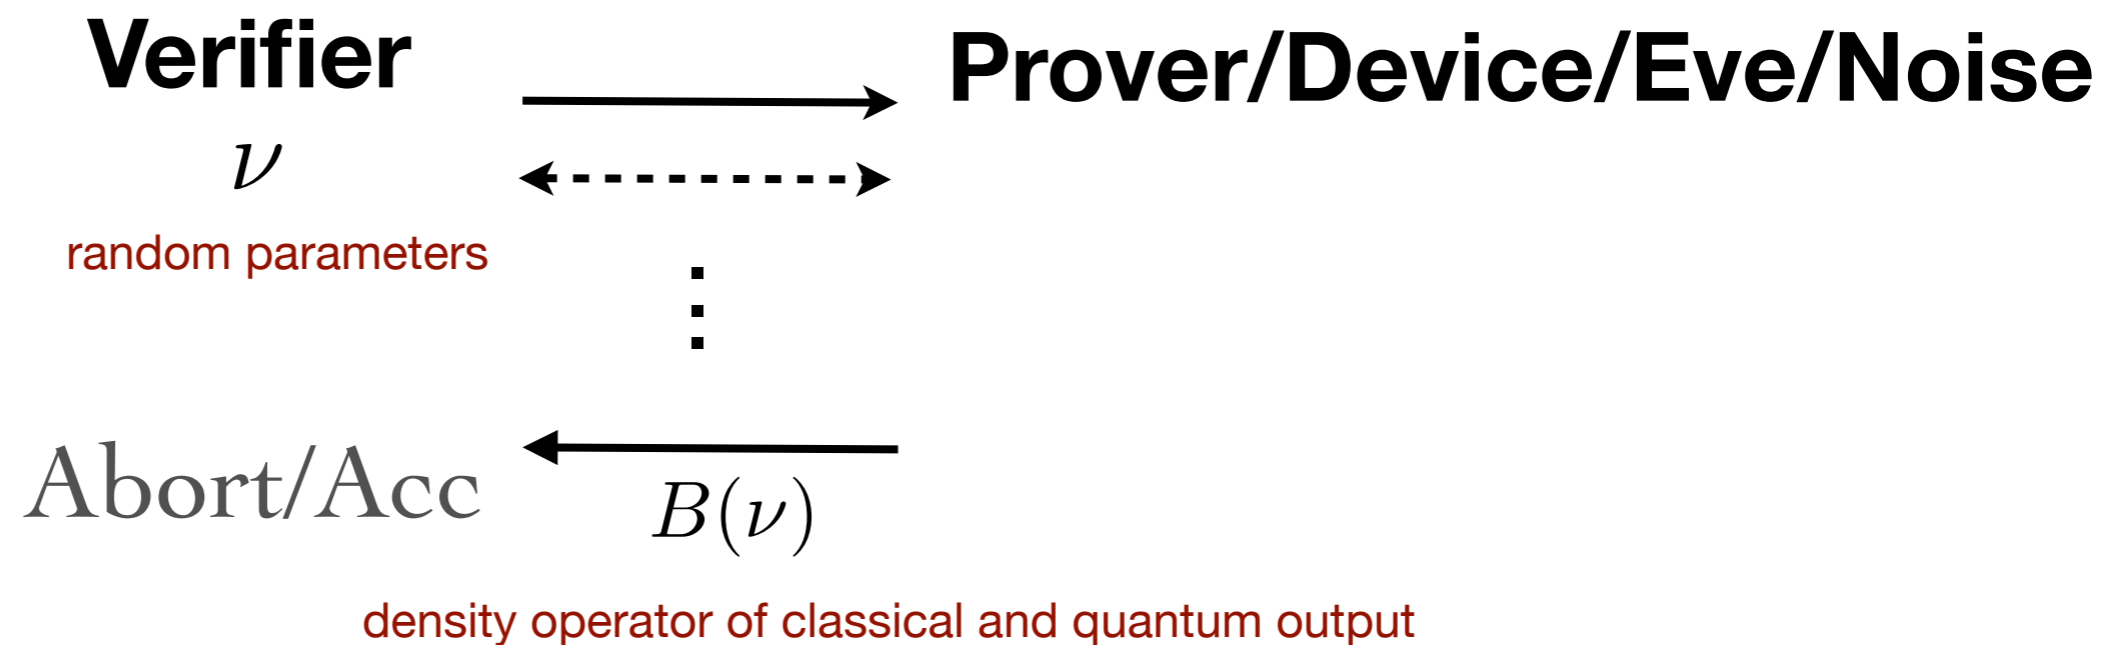 Verifier
Prover/Device/Eve/Noise
ν
random parameters
Abort/Acc
B(ν)
density operator of classical and quantum output